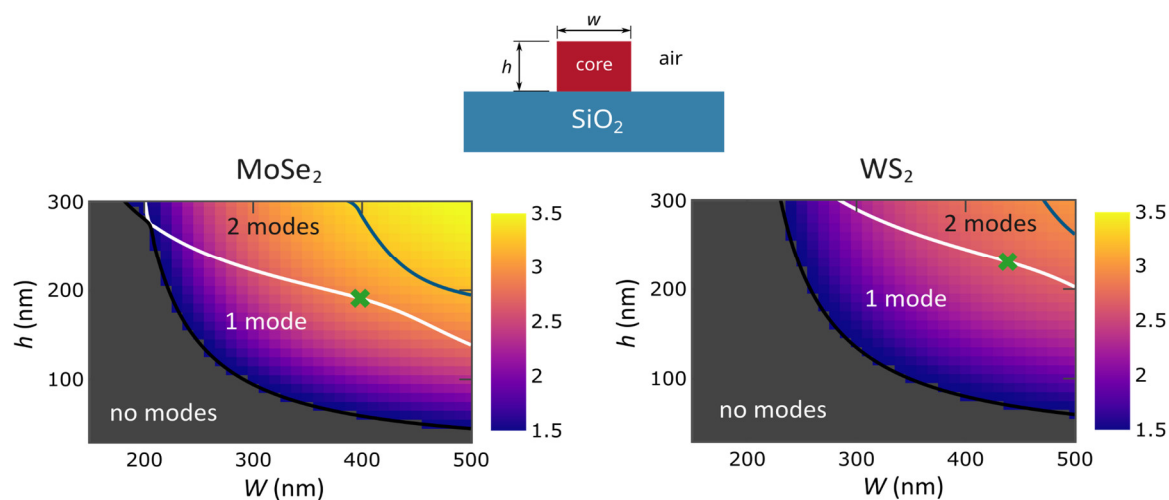 w
h
core
air
SiO₂
MoSe₂
300
200
100
h (nm)
2 modes
1 mode
no modes
200
300
400
500
W (nm)
3.5
3
2.5
2
1.5
WS₂
300
200
100
h (nm)
2 modes
1 mode
no modes
200
300
400
500
W (nm)
3.5
3
2.5
2
1.5